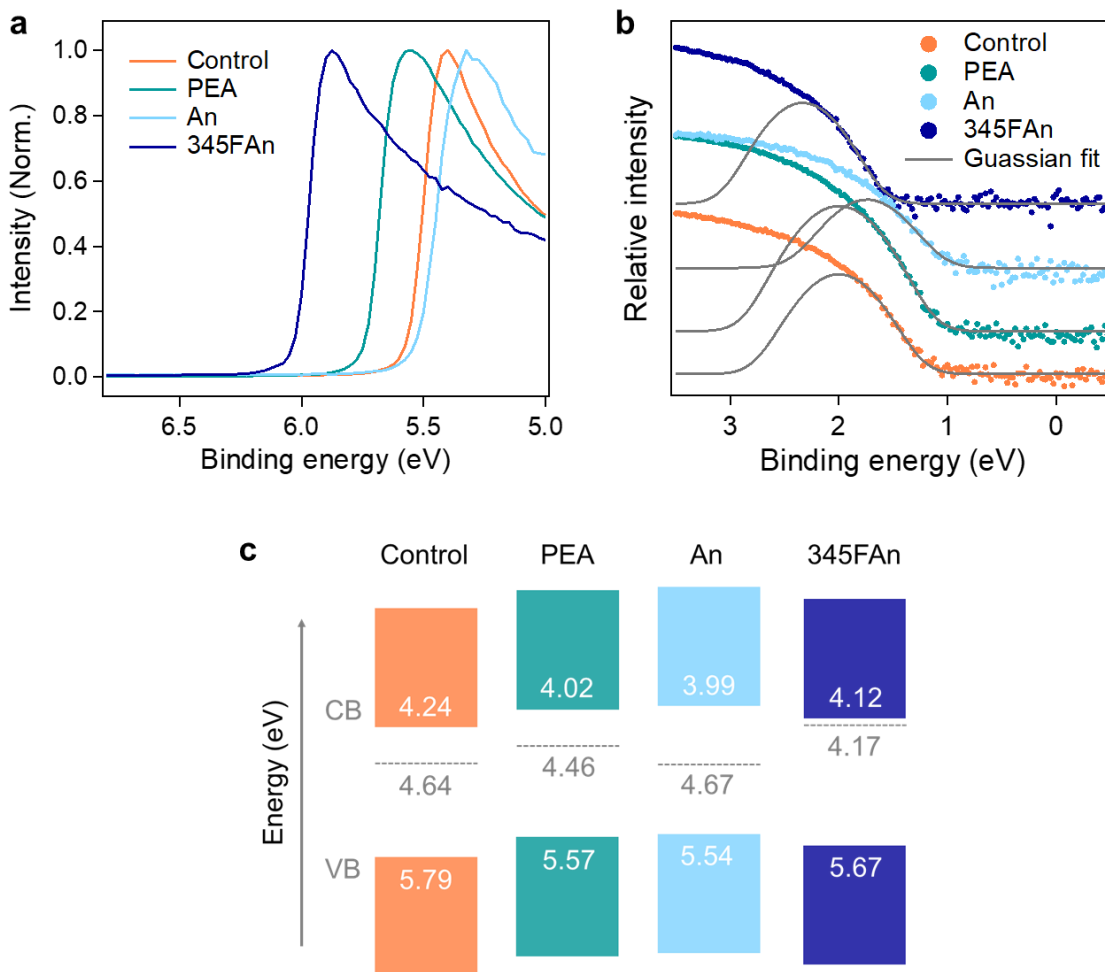 a
Intensity (Norm.)
1.0
0.8
0.6
0.4
0.2
0.0
Control
PEA
An
345FAn
6.5
6.0
5.5
5.0
Binding energy (eV)
b
Relative intensity
Control
PEA
An
345FAn
Guassian fit
3
2
1
0
Binding energy (eV)
c
Control
PEA
An
345FAn
Energy (eV)
CB
4.24
4.02
3.99
4.12
4.64
4.46
4.67
4.17
VB
5.79
5.57
5.54
5.67